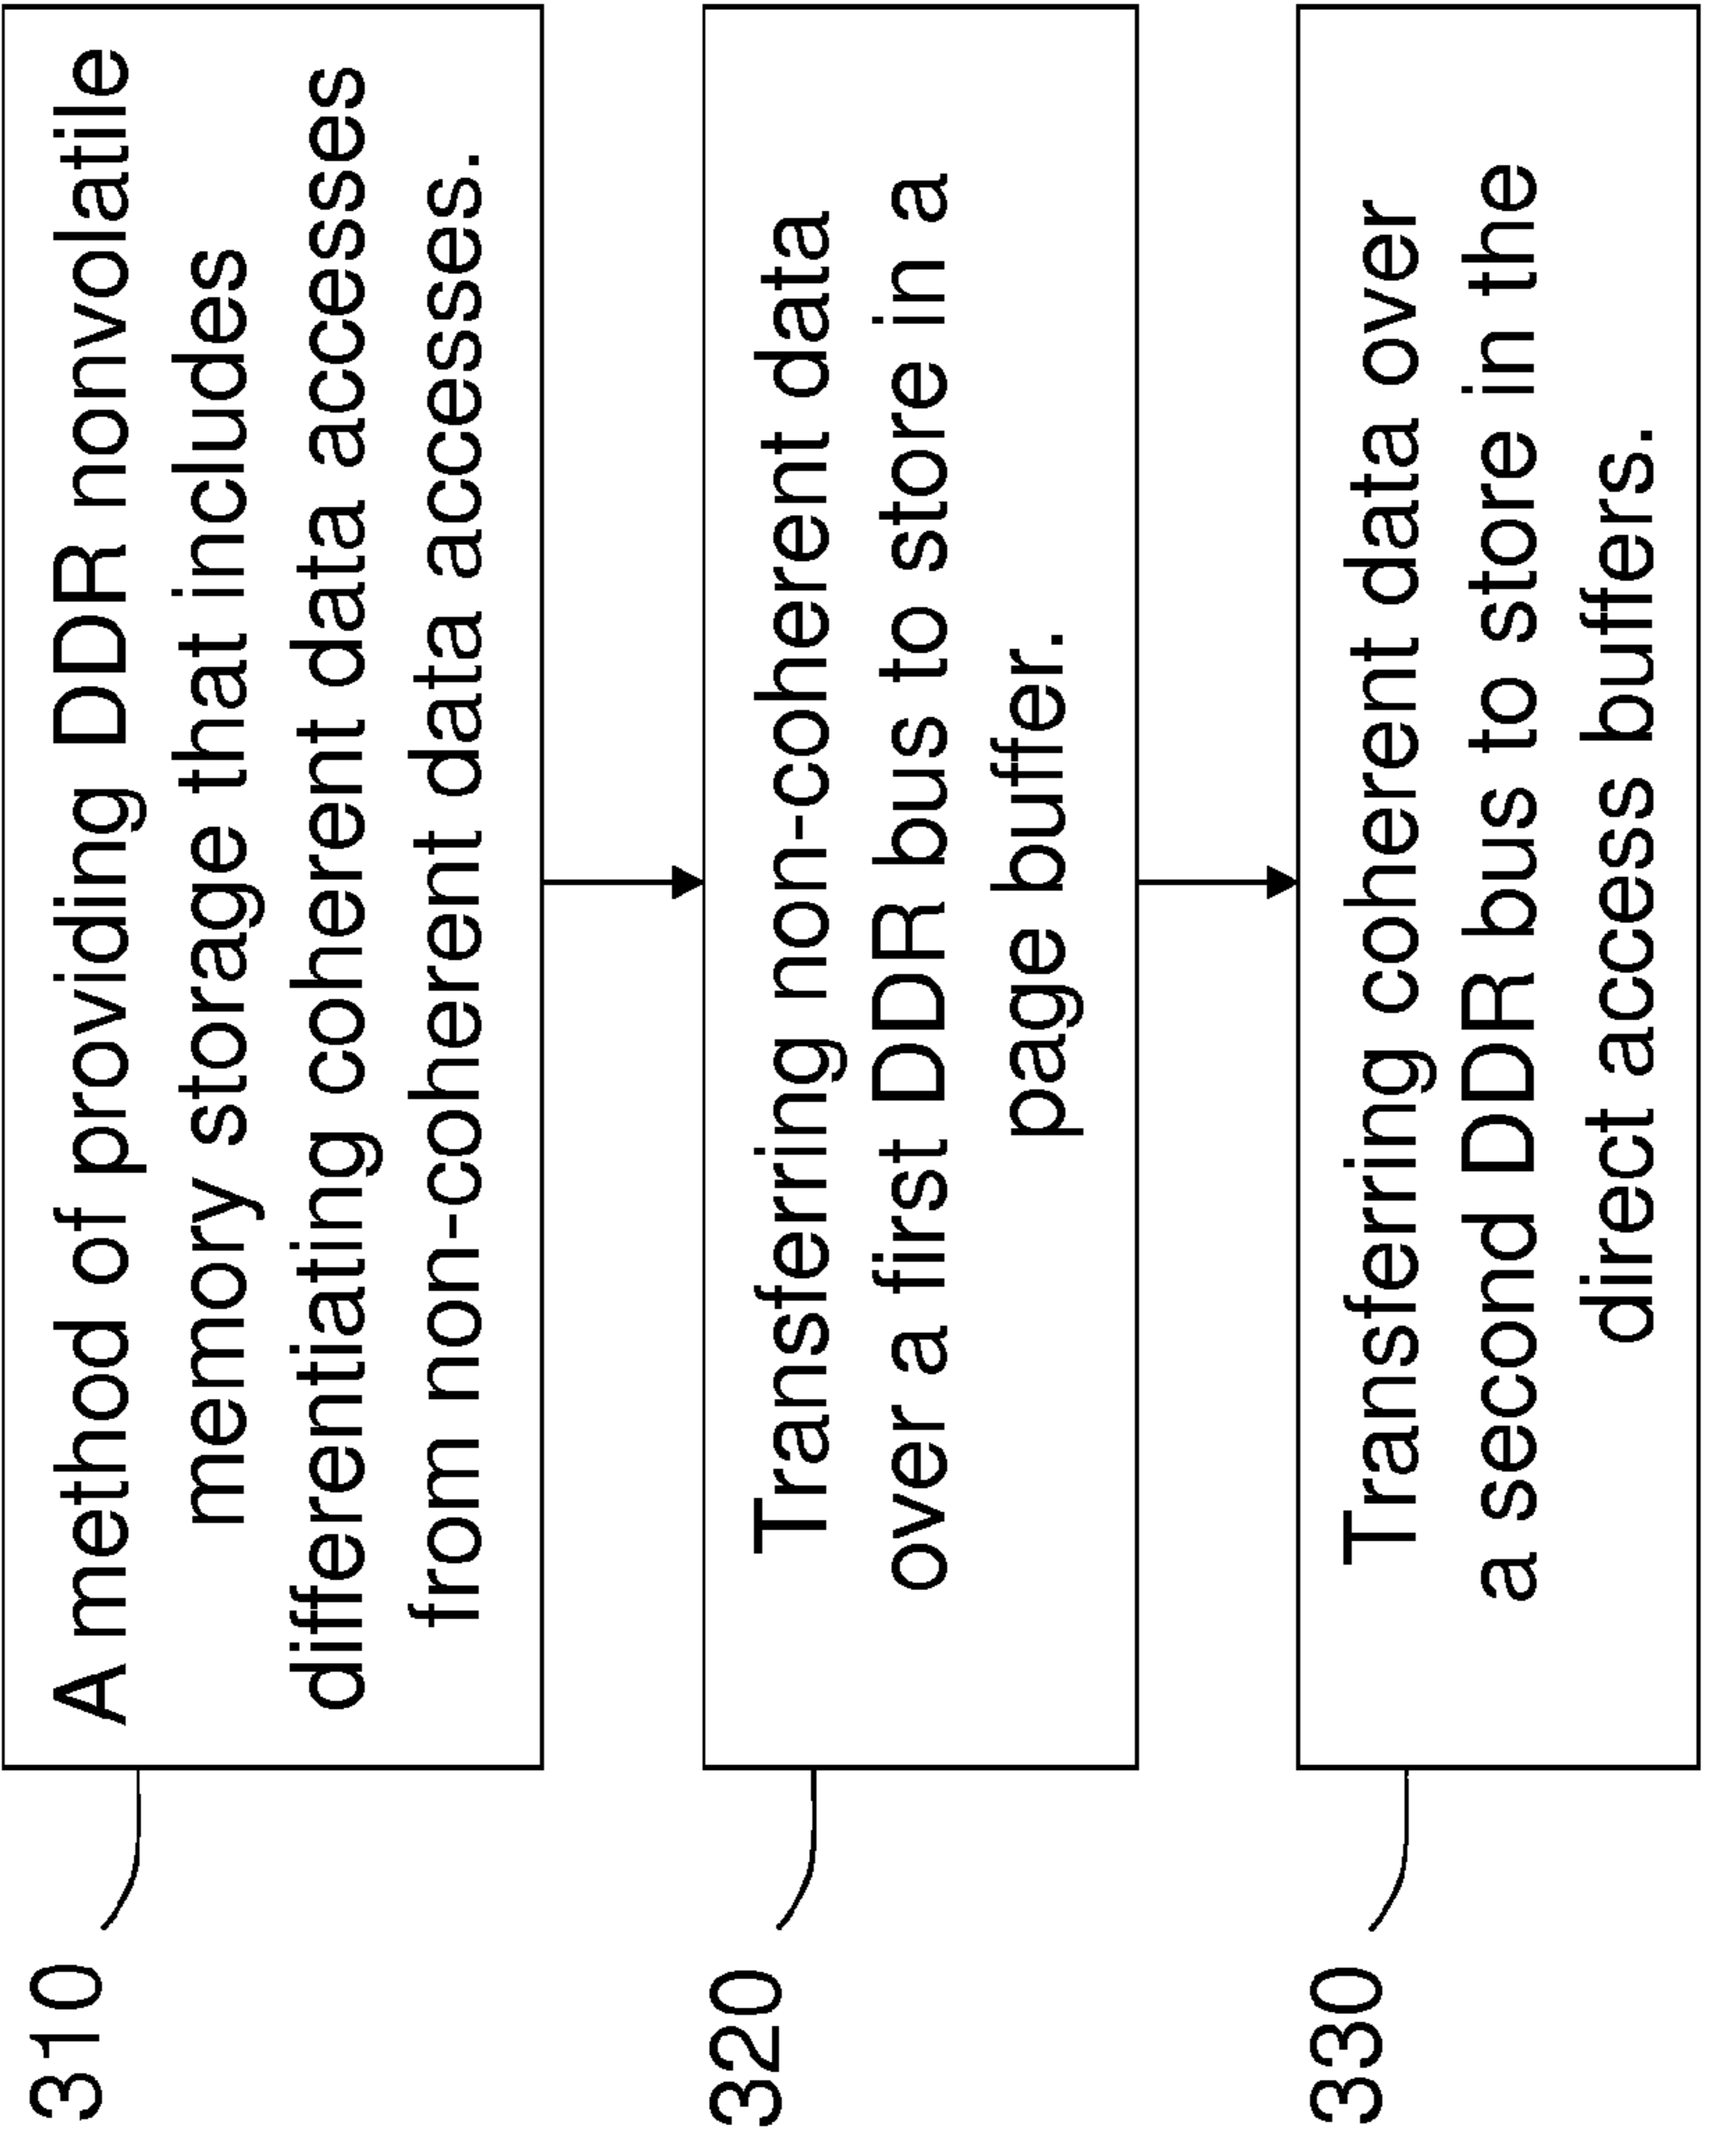 310
A method of providing DDR nonvolatile
memory storage that includes
differentiating coherent data accesses
from non-coherent data accesses.
320
Transferring non-coherent data
over a first DDR bus to store in a
page buffer.
330
Transferring coherent data over
a second DDR bus to store in the
direct access buffers.